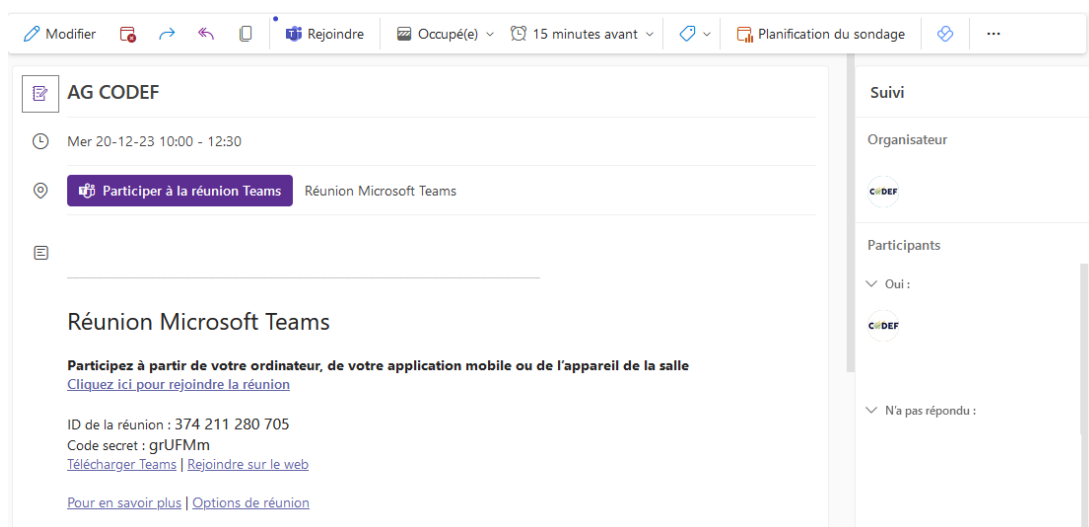 Modifier Rejoindre Occupé(e) 15 minutes avant Planification du sondage ...
AG CODEF
Mer 20-12-23 10:00 - 12:30
Participer à la réunion Teams Réunion Microsoft Teams
Réunion Microsoft Teams
Participez à partir de votre ordinateur, de votre application mobile ou de l'appareil de la salle
Cliquez ici pour rejoindre la réunion
ID de la réunion : 374 211 280 705
Code secret : grUFMm
Télécharger Teams | Rejoindre sur le web
Pour en savoir plus | Options de réunion
Suivi
Organisateur
CODEF
Participants
Oui :
CODEF
N'a pas répondu :